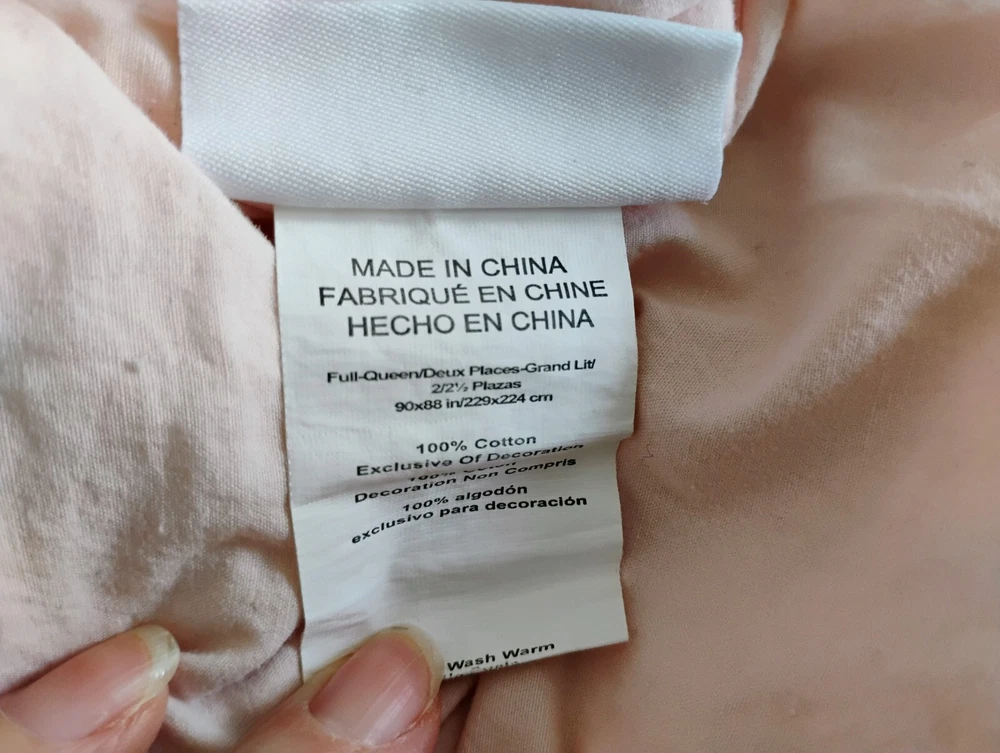 MADE IN CHINA
FABRIQUÉ EN CHINE
HECHO EN CHINA
Full-Queen/Deux Places-Grand Lit/
2/2½ Plazas
90x88 in/229x224 cm
100% Cotton
Exclusive Of Decoration
100%
Decoration Non Compris
100% algodón
exclusivo para decoración
Wash Warm